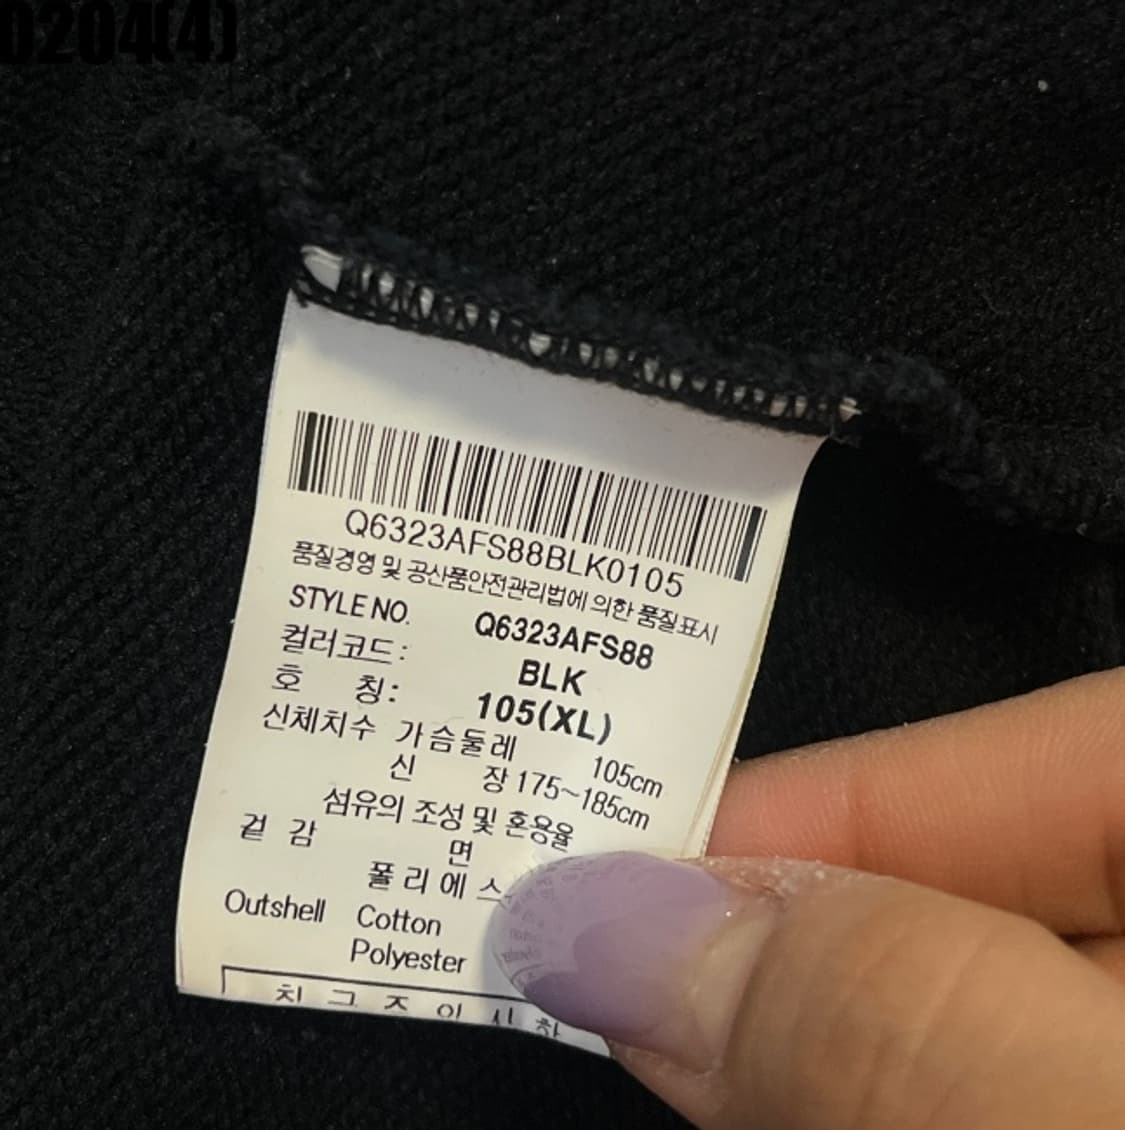 0204(4)
Q6323AFS88BLK0105
품질경영 및 공산품안전관리법에 의한 품질표시
STYLE NO. Q6323AFS88
컬러코드: BLK
호 칭: 105(XL)
신체치수 가슴둘레 105cm
신 장 175~185cm
섬유의 조성 및 혼용율
겉 감 면
폴 리 에 스
Outshell Cotton
Polyester